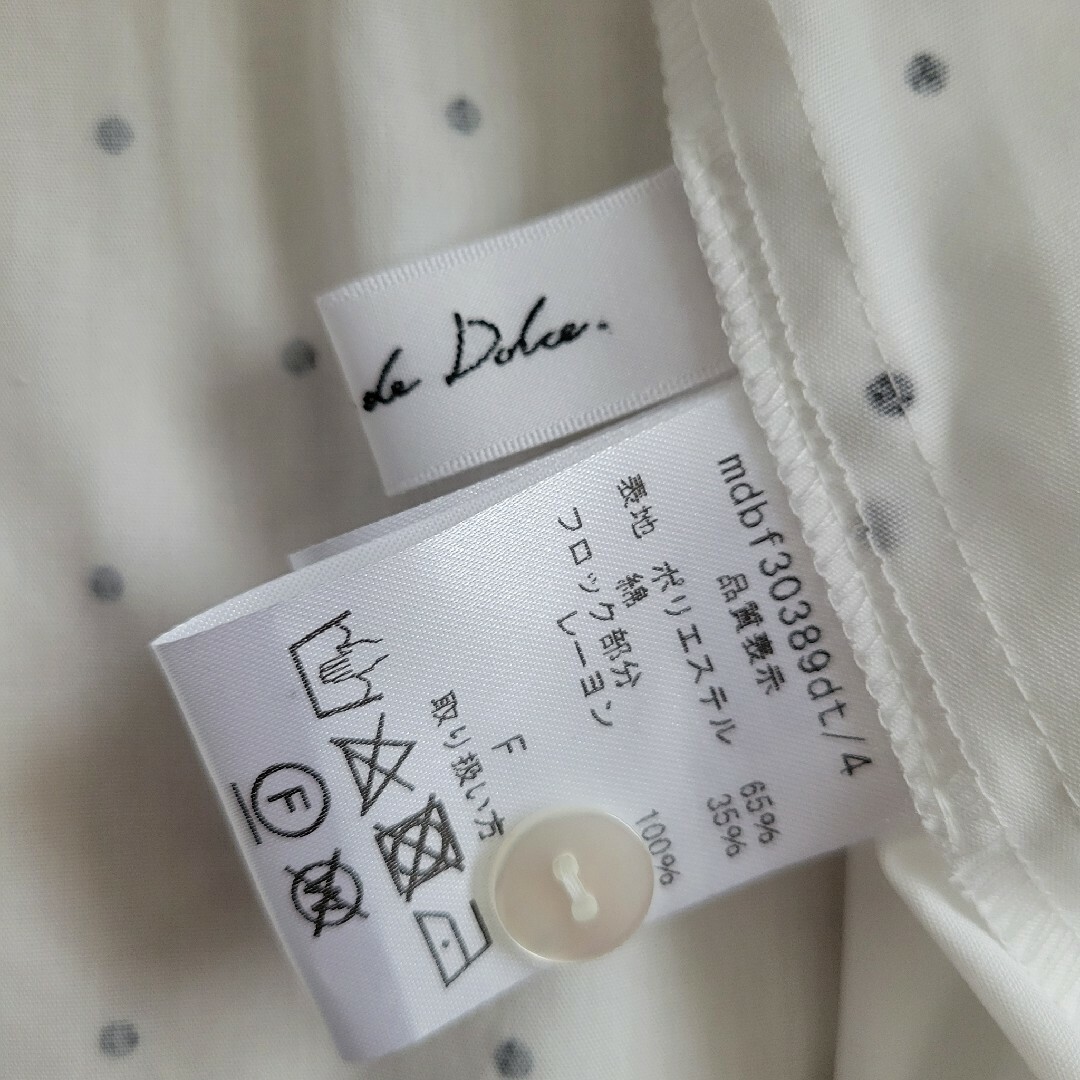 de Dolce.
mdbf30389dt/4
品質表示
表地 ポリエステル 65%
綿 35%
フロック部分
レーヨン 100%
F
取り扱い方
F
W